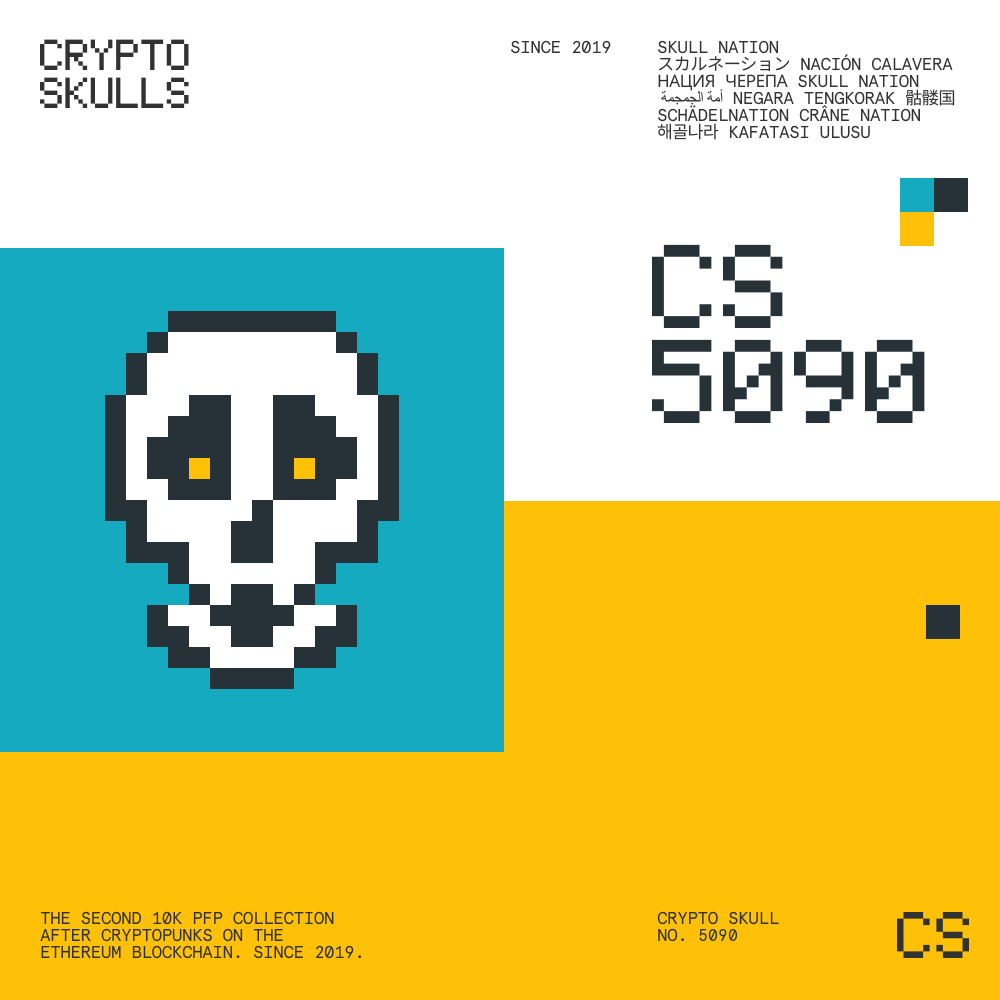 CRYPTO
SKULLS
SINCE 2019
SKULL NATION
スカルネーション NACIÓN CALAVERA
НАЦИЯ ЧЕРЕПА SKULL NATION
أمة الجمجمة NEGARA TENGKORAK 骷髅国
SCHÄDELNATION CRÂNE NATION
해골나라 KAFATASI ULUSU
CS
5090
THE SECOND 10K PFP COLLECTION
AFTER CRYPTOPUNKS ON THE
ETHEREUM BLOCKCHAIN. SINCE 2019.
CRYPTO SKULL
NO. 5090
CS